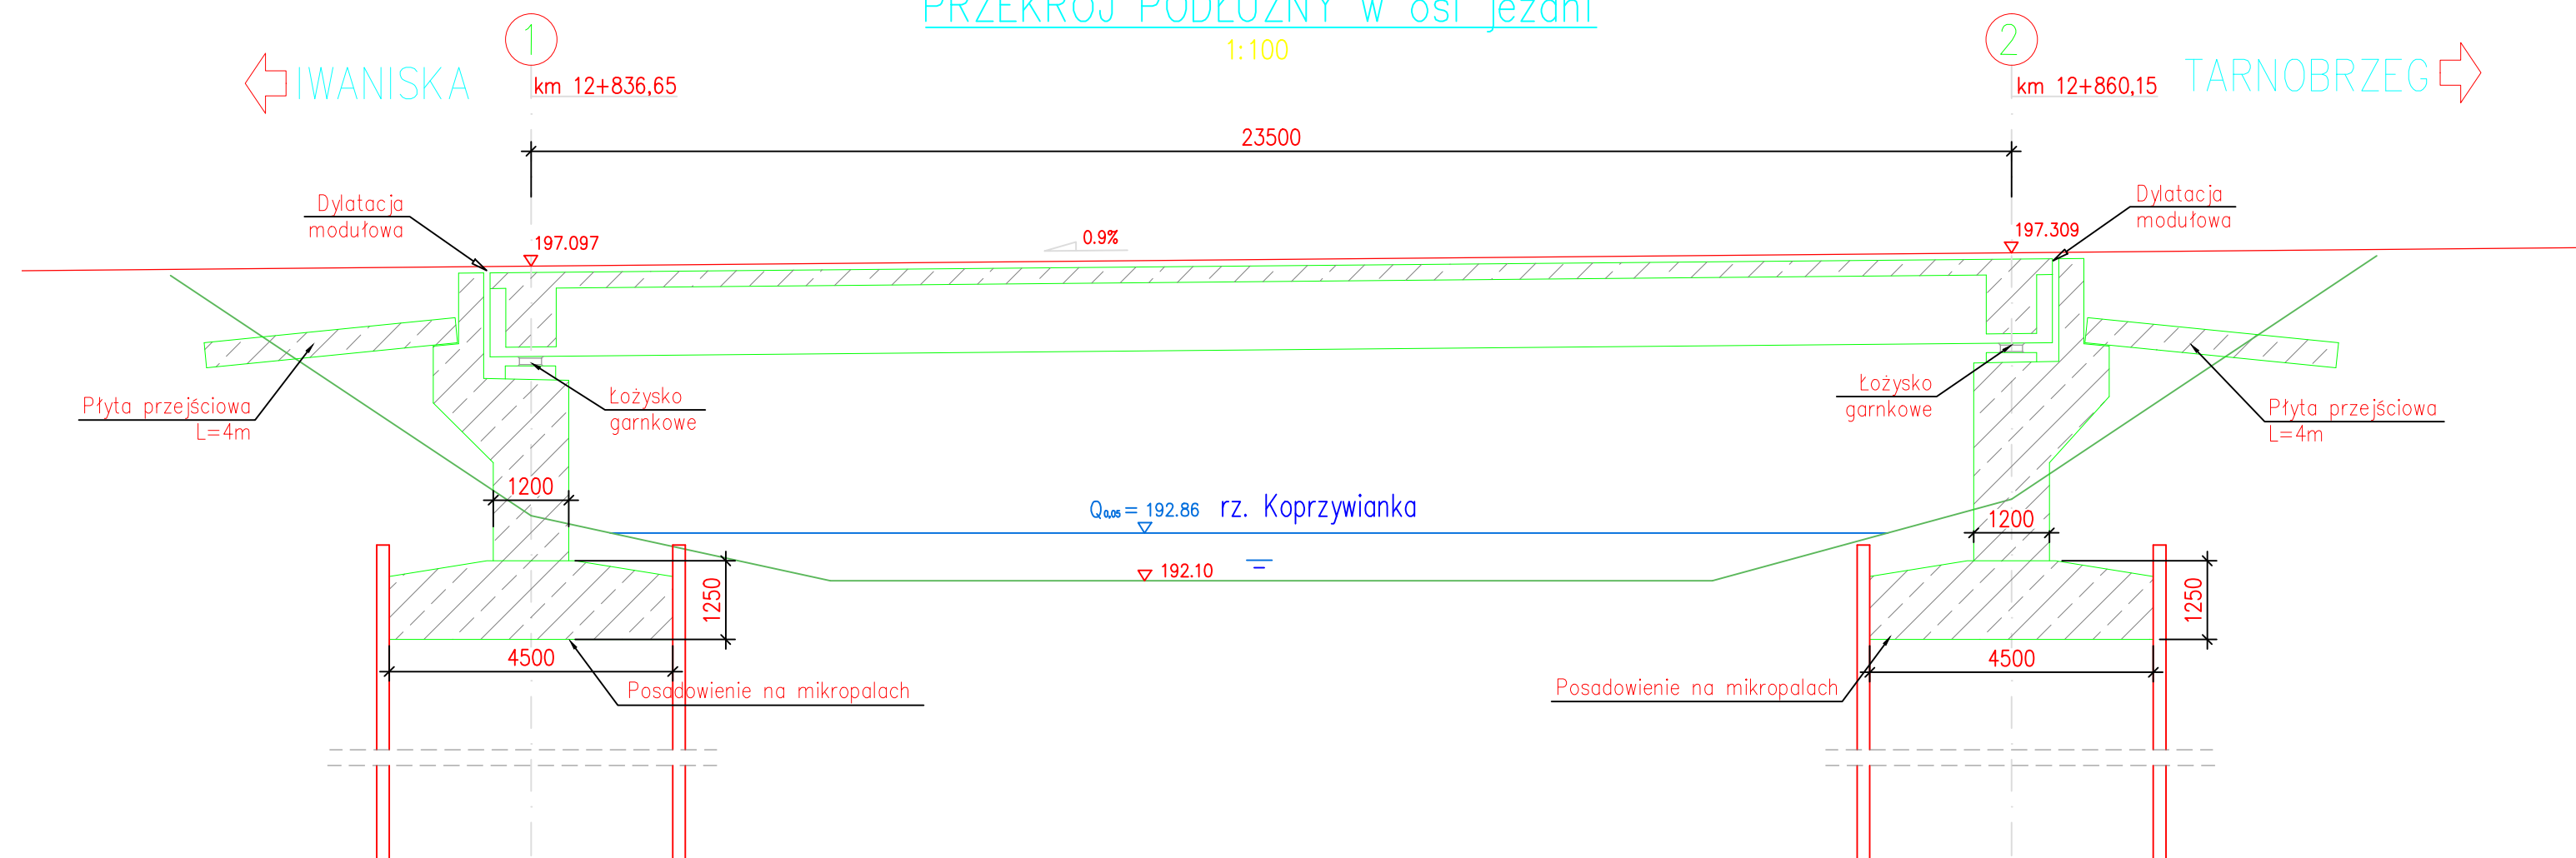 PRZEKRÓJ PODŁUŻNY w osi jezdni
1:100
1
2
IWANISKA
TARNOBRZEG
km 12+836,65
km 12+860,15
23500
Dylatacja
modułowa
Dylatacja
modułowa
197.097
0.9%
197.309
Płyta przejściowa
L=4m
Łożysko
garnkowe
Łożysko
garnkowe
Płyta przejściowa
L=4m
1200
Q0,05= 192.86 rz. Koprzywianka
1200
192.10
1250
1250
4500
4500
Posadowienie na mikropalach
Posadowienie na mikropalach